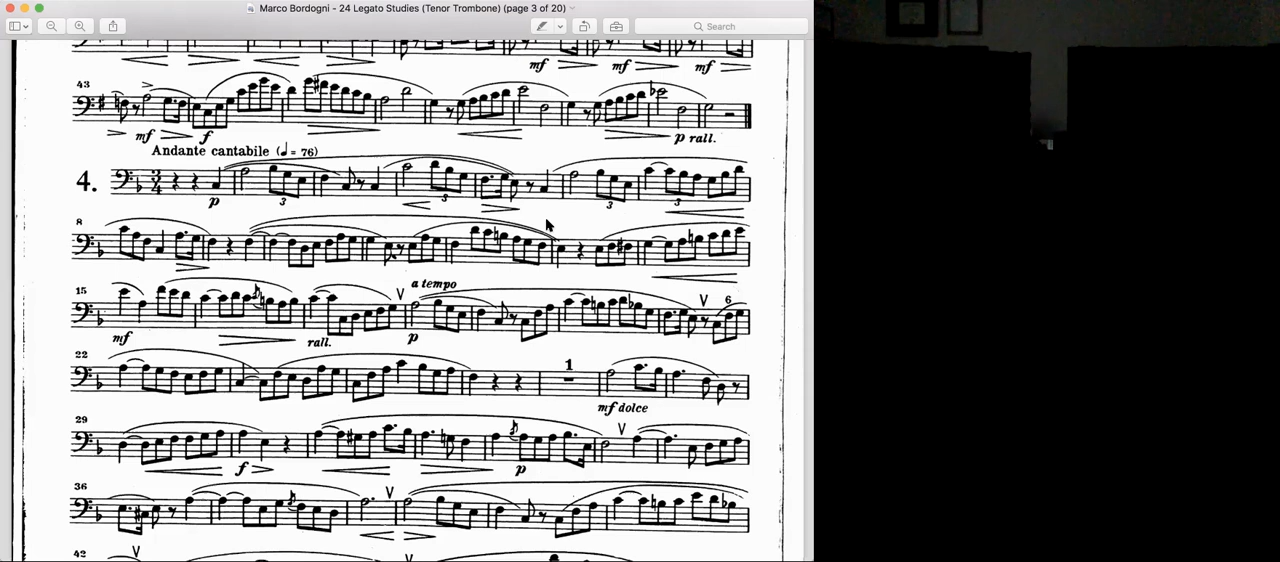 Marco Bordogni - 24 Legato Studies (Tenor Trombone) (page 3 of 20)
Search
mf mf mf
43
mf f p rall.
Andante cantabile (♩ = 76)
4. 3 4 p 3 3 3 3
8
15 a tempo 6
mf rall. p
22 1
mf dolce
29
f p
36
42